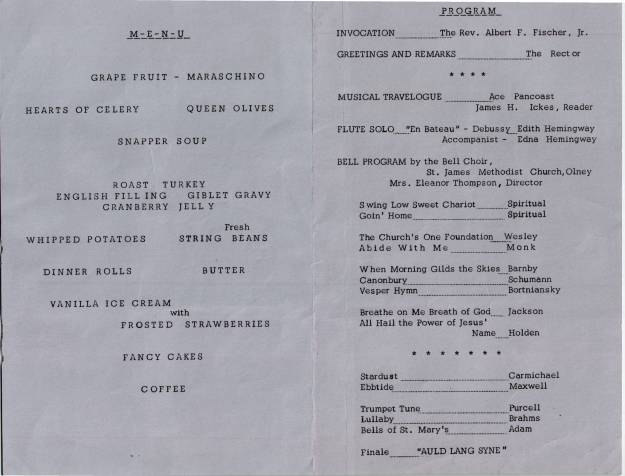 M-E-N-U
GRAPE FRUIT - MARASCHINO
HEARTS OF CELERY QUEEN OLIVES
SNAPPER SOUP
ROAST TURKEY
ENGLISH FILLING GIBLET GRAVY
CRANBERRY JELLY
Fresh
WHIPPED POTATOES STRING BEANS
DINNER ROLLS BUTTER
VANILLA ICE CREAM
with
FROSTED STRAWBERRIES
FANCY CAKES
COFFEE
PROGRAM
INVOCATION The Rev. Albert F. Fischer, Jr.
GREETINGS AND REMARKS The Rector
* * * *
MUSICAL TRAVELOGUE Ace Pancoast
James H. Ickes, Reader
FLUTE SOLO "En Bateau" - Debussy Edith Hemingway
Accompanist - Edna Hemingway
BELL PROGRAM by the Bell Choir,
St. James Methodist Church, Olney
Mrs. Eleanor Thompson, Director
Swing Low Sweet Chariot Spiritual
Goin' Home Spiritual
The Church's One Foundation Wesley
Abide With Me Monk
When Morning Gilds the Skies Barnby
Canonbury Schumann
Vesper Hymn Bortniansky
Breathe on Me Breath of God Jackson
All Hail the Power of Jesus'
Name Holden
* * * * * * *
Stardust Carmichael
Ebbtide Maxwell
Trumpet Tune Purcell
Lullaby Brahms
Bells of St. Mary's Adam
Finale "AULD LANG SYNE"